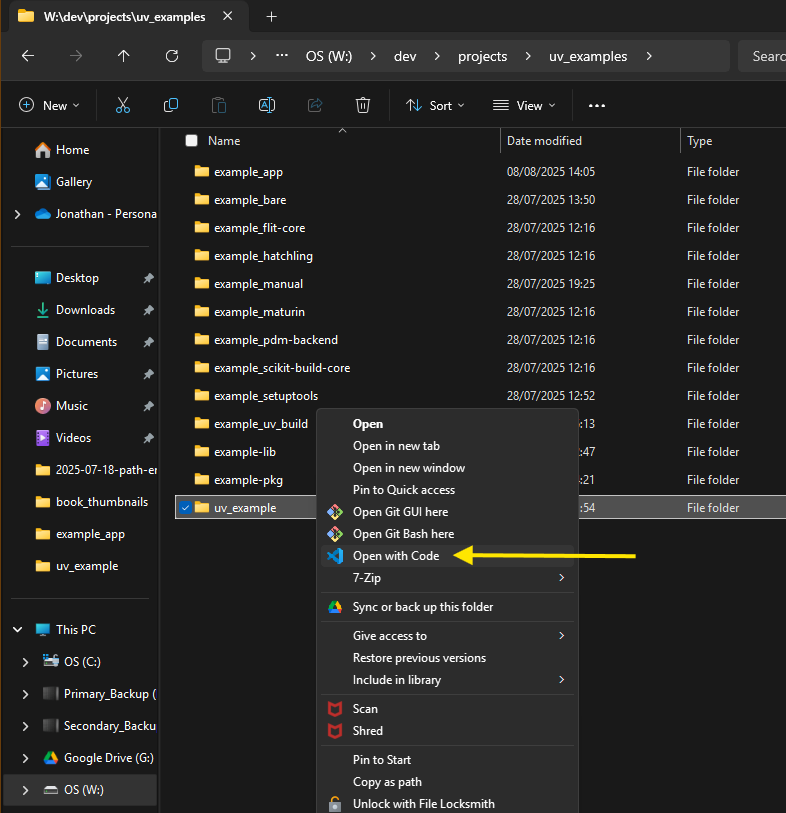 W:\dev\projects\uv_examples
OS (W:) dev projects uv_examples Searc
New Sort View
Name Date modified Type
Home
Gallery
Jonathan - Persona
Desktop
Downloads
Documents
Pictures
Music
Videos
2025-07-18-path-er
book_thumbnails
example_app
uv_example
This PC
OS (C:)
Primary_Backup (
Secondary_Backu
Google Drive (G:)
OS (W:)
example_app 08/08/2025 14:05 File folder
example_bare 28/07/2025 13:50 File folder
example_flit-core 28/07/2025 12:16 File folder
example_hatchling 28/07/2025 12:16 File folder
example_manual 28/07/2025 19:25 File folder
example_maturin 28/07/2025 12:16 File folder
example_pdm-backend 28/07/2025 12:16 File folder
example_scikit-build-core 28/07/2025 12:16 File folder
example_setuptools 28/07/2025 12:52 File folder
example_uv_build :13 File folder
example-lib :47 File folder
example-pkg :21 File folder
uv_example :54 File folder
Open
Open in new tab
Open in new window
Pin to Quick access
Open Git GUI here
Open Git Bash here
Open with Code
7-Zip
Sync or back up this folder
Give access to
Restore previous versions
Include in library
Scan
Shred
Pin to Start
Copy as path
Unlock with File Locksmith